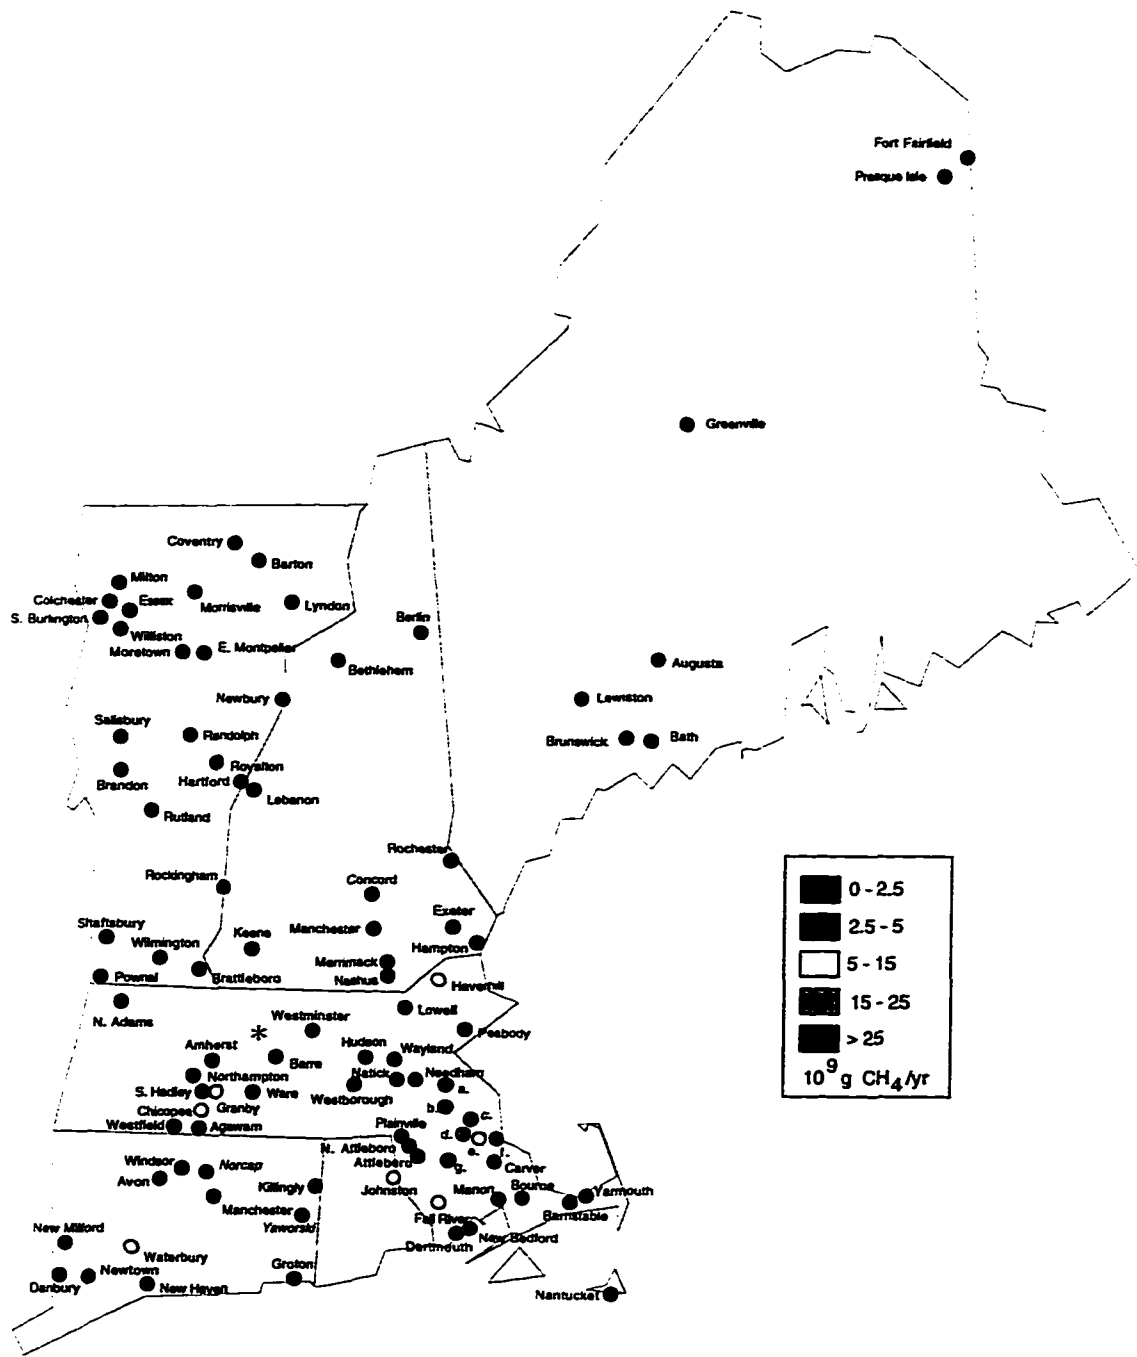 Fort Fairfield
Presque Isle
Greenville
Coventry
Barton
Milton
Colchester
Essex
Morrisville
Lyndon
S. Burlington
Berlin
Williston
Moretown
E. Montpelier
Bethlehem
Augusta
Newbury
Lewiston
Salisbury
Randolph
Brunswick
Bath
Royalton
Hartford
Brandon
Lebanon
Rutland
Rochester
Rockingham
Concord
0 - 2.5
Exeter
Shaftsbury
Keene
Manchester
2.5 - 5
Wilmington
Hampton
Merrimack
5 - 15
Pownal
Brattleboro
Nashua
Haverhill
15 - 25
N. Adams
Lowell
Westminster
Peabody
> 25
*
Amherst
Hudson
Wayland
Barre
Northampton
Natick
Needham
10⁹ g CH₄/yr
S. Hadley
Ware
Westborough
a.
Chicopee
Granby
b.
c.
Westfield
Agawam
Plainville
d.
N. Attleboro
e.
f.
Windsor
Norcap
Attleboro
g.
Carver
Avon
Killingly
Johnston
Marion
Bourne
Yarmouth
Manchester
Barnstable
Yaworski
Fall River
New Milford
New Bedford
Waterbury
Dartmouth
Groton
Newtown
Danbury
New Haven
Nantucket